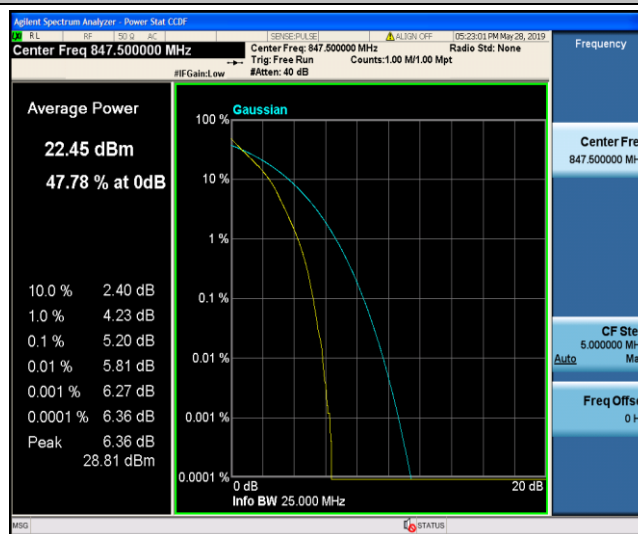 Agilent Spectrum Analyzer - Power Stat CCDF
RL RF 50 Ω AC SENSE:PULSE ALIGN OFF 05:23:01 PM May 28, 2019
Center Freq 847.500000 MHz
Center Freq: 847.500000 MHz Radio Std: None
Trig: Free Run Counts:1.00 M/1.00 Mpt
#IFGain:Low #Atten: 40 dB
Frequency
Average Power
22.45 dBm
47.78 % at 0dB
10.0 % 2.40 dB
1.0 % 4.23 dB
0.1 % 5.20 dB
0.01 % 5.81 dB
0.001 % 6.27 dB
0.0001 % 6.36 dB
Peak 6.36 dB
28.81 dBm
Gaussian
100 %
10 %
1 %
0.1 %
0.01 %
0.001 %
0.0001 %
0 dB 20 dB
Info BW 25.000 MHz
Center Fre
847.500000 MH
CF Ste
5.000000 MH
Auto Ma
Freq Offse
0 H
MSG STATUS